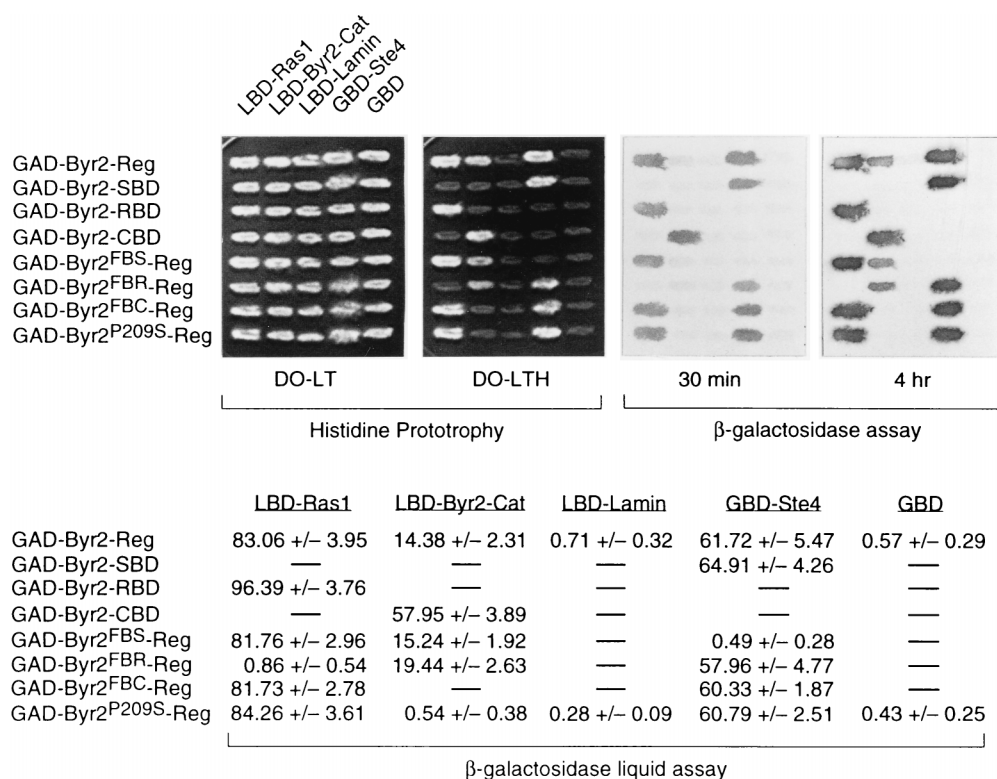 LBD-Ras1
LBD-Byr2-Cat
LBD-Lamin
GBD-Ste4
GBD
GAD-Byr2-Reg
GAD-Byr2-SBD
GAD-Byr2-RBD
GAD-Byr2-CBD
GAD-Byr2FBS-Reg
GAD-Byr2FBR-Reg
GAD-Byr2FBC-Reg
GAD-Byr2P209S-Reg
DO-LT DO-LTH 30 min 4 hr
Histidine Prototrophy β-galactosidase assay
LBD-Ras1 LBD-Byr2-Cat LBD-Lamin GBD-Ste4 GBD
GAD-Byr2-Reg 83.06 +/− 3.95 14.38 +/− 2.31 0.71 +/− 0.32 61.72 +/− 5.47 0.57 +/− 0.29
GAD-Byr2-SBD — — — 64.91 +/− 4.26 —
GAD-Byr2-RBD 96.39 +/− 3.76 — — — —
GAD-Byr2-CBD — 57.95 +/− 3.89 — — —
GAD-Byr2FBS-Reg 81.76 +/− 2.96 15.24 +/− 1.92 — 0.49 +/− 0.28 —
GAD-Byr2FBR-Reg 0.86 +/− 0.54 19.44 +/− 2.63 — 57.96 +/− 4.77 —
GAD-Byr2FBC-Reg 81.73 +/− 2.78 — — 60.33 +/− 1.87 —
GAD-Byr2P209S-Reg 84.26 +/− 3.61 0.54 +/− 0.38 0.28 +/− 0.09 60.79 +/− 2.51 0.43 +/− 0.25
β-galactosidase liquid assay